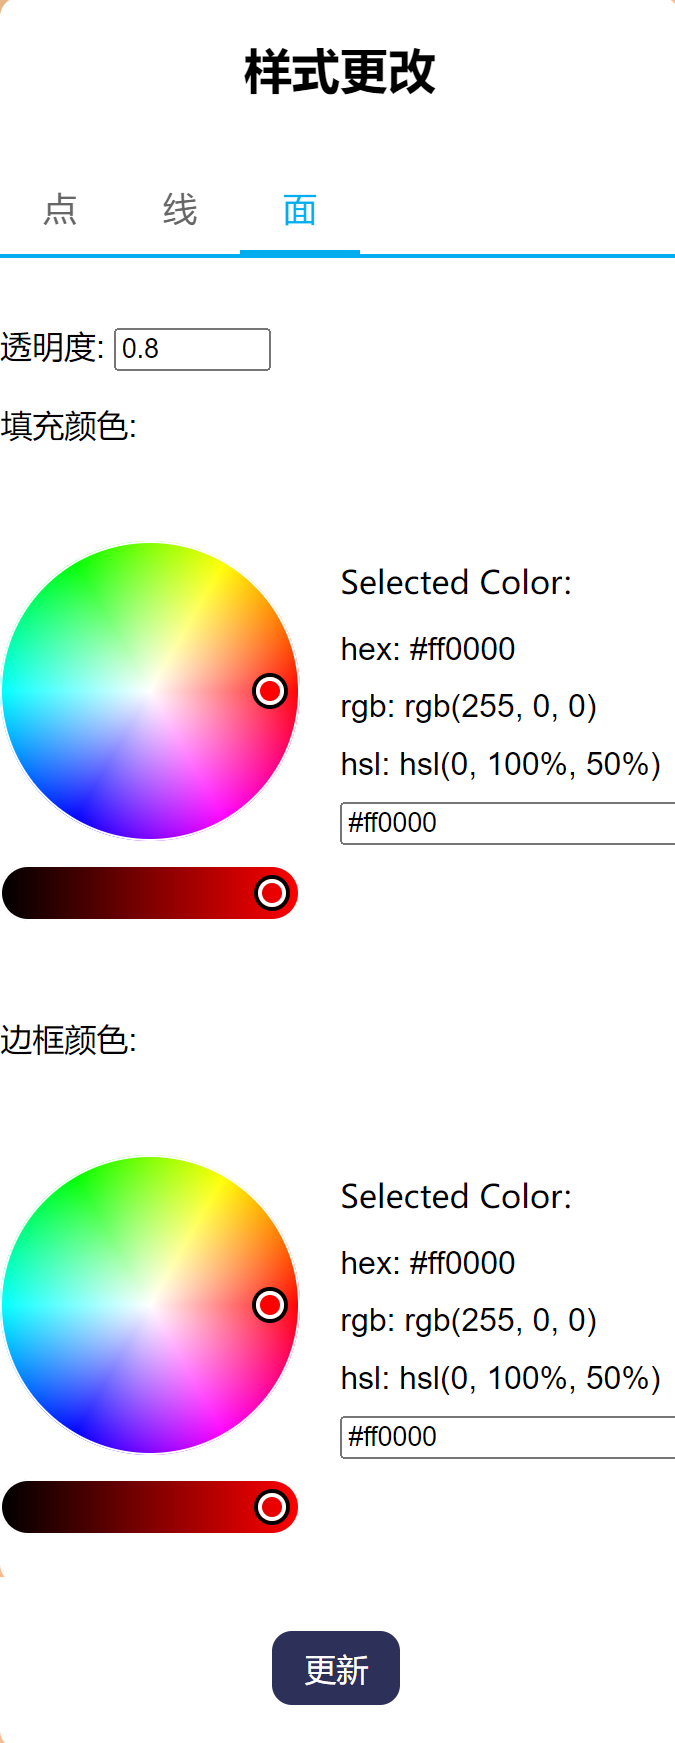 样式更改
点 线 面
透明度: 0.8
填充颜色:
Selected Color:
hex: #ff0000
rgb: rgb(255, 0, 0)
hsl: hsl(0, 100%, 50%)
#ff0000
边框颜色:
Selected Color:
hex: #ff0000
rgb: rgb(255, 0, 0)
hsl: hsl(0, 100%, 50%)
#ff0000
更新